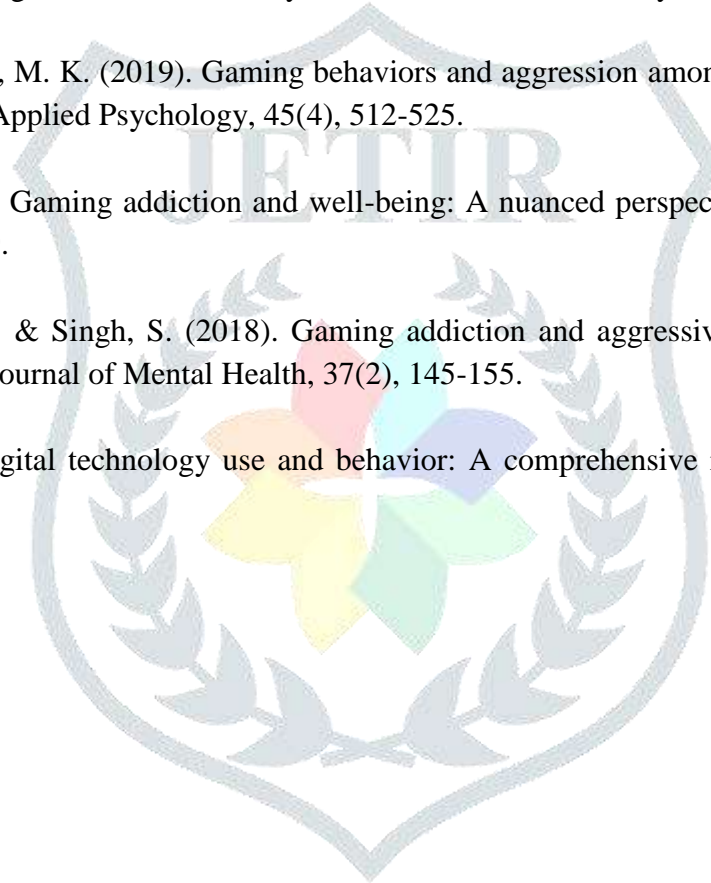 , M. K. (2019). Gaming behaviors and aggression amon
Applied Psychology, 45(4), 512-525.
Gaming addiction and well-being: A nuanced perspec
.
& Singh, S. (2018). Gaming addiction and aggressiv
ournal of Mental Health, 37(2), 145-155.
gital technology use and behavior: A comprehensive
JETIR